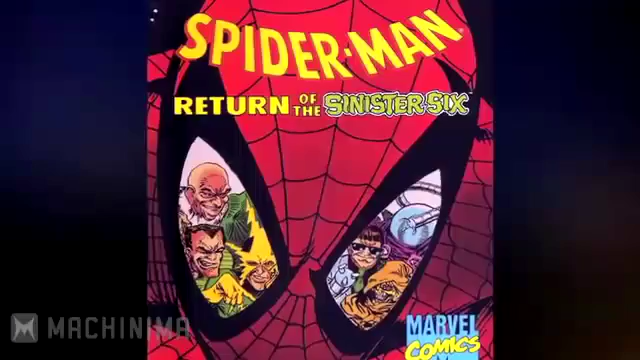 SPIDER-MAN
RETURN OF THE SINISTER SIX
MARVEL
COMICS
MACHINIMA